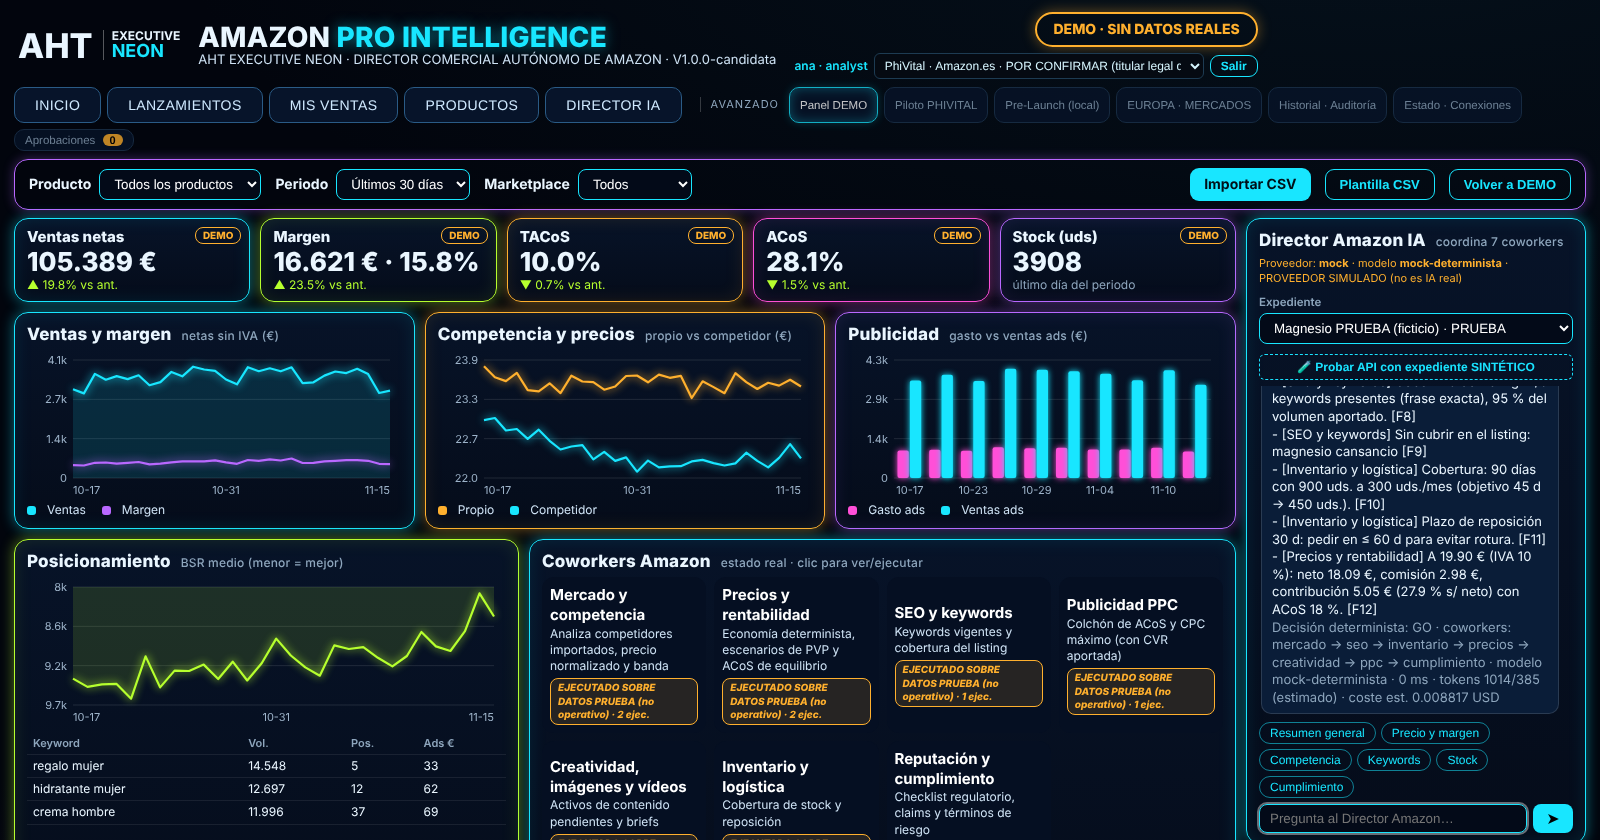 AHT EXECUTIVE NEON
AMAZON PRO INTELLIGENCE
AHT EXECUTIVE NEON · DIRECTOR COMERCIAL AUTÓNOMO DE AMAZON · V1.0.0-candidata
DEMO · SIN DATOS REALES
ana · analyst PhiVital · Amazon.es · POR CONFIRMAR (titular legal Salir
INICIO LANZAMIENTOS MIS VENTAS PRODUCTOS DIRECTOR IA AVANZADO Panel DEMO Piloto PHIVITAL Pre-Launch (local) EUROPA · MERCADOS Historial · Auditoría Estado · Conexiones
Aprobaciones 0
Producto Todos los productos Periodo Últimos 30 días Marketplace Todos Importar CSV Plantilla CSV Volver a DEMO
Ventas netas DEMO
105.389 €
▲ 19.8% vs ant.
Margen DEMO
16.621 € · 15.8%
▲ 23.5% vs ant.
TACoS DEMO
10.0%
▼ 0.7% vs ant.
ACoS DEMO
28.1%
▼ 1.5% vs ant.
Stock (uds) DEMO
3908
último día del periodo
Ventas y margen netas sin IVA (€)
4.1k
2.7k
1.4k
0
10-17 10-31 11-15
Ventas Margen
Competencia y precios propio vs competidor (€)
23.9
23.3
22.7
22.0
10-17 10-31 11-15
Propio Competidor
Publicidad gasto vs ventas ads (€)
4.3k
2.9k
1.4k
0
10-17 10-23 10-29 11-04 11-10
Gasto ads Ventas ads
Posicionamiento BSR medio (menor = mejor)
8k
8.6k
9.2k
9.7k
10-17 10-31 11-15
Keyword Vol. Pos. Ads €
regalo mujer 14.548 5 33
hidratante mujer 12.697 12 62
crema hombre 11.996 37 69
Coworkers Amazon estado real · clic para ver/ejecutar
Mercado y
competencia
Analiza competidores
importados, precio
normalizado y banda
EJECUTADO SOBRE
DATOS PRUEBA (no
operativo) · 2 ejec.
Precios y
rentabilidad
Economía determinista,
escenarios de PVP y
ACoS de equilibrio
EJECUTADO SOBRE
DATOS PRUEBA (no
operativo) · 2 ejec.
SEO y keywords
Keywords vigentes y
cobertura del listing
EJECUTADO SOBRE
DATOS PRUEBA (no
operativo) · 1 ejec.
Publicidad PPC
Colchón de ACoS y CPC
máximo (con CVR
aportada)
EJECUTADO SOBRE
DATOS PRUEBA (no
operativo) · 1 ejec.
Creatividad,
imágenes y vídeos
Activos de contenido
pendientes y briefs
Inventario y
logística
Cobertura de stock y
reposición
Reputación y
cumplimiento
Checklist regulatorio,
claims y términos de
riesgo
Director Amazon IA coordina 7 coworkers
Proveedor: mock · modelo mock-determinista ·
PROVEEDOR SIMULADO (no es IA real)
Expediente
Magnesio PRUEBA (ficticio) · PRUEBA
🧪 Probar API con expediente SINTÉTICO
keywords presentes (frase exacta), 95 % del
volumen aportado. [F8]
- [SEO y keywords] Sin cubrir en el listing:
magnesio cansancio [F9]
- [Inventario y logística] Cobertura: 90 días
con 900 uds. a 300 uds./mes (objetivo 45 d
→ 450 uds.). [F10]
- [Inventario y logística] Plazo de reposición
30 d: pedir en ≤ 60 d para evitar rotura. [F11]
- [Precios y rentabilidad] A 19.90 € (IVA 10
%): neto 18.09 €, comisión 2.98 €,
contribución 5.05 € (27.9 % s/ neto) con
ACoS 18 %. [F12]
Decisión determinista: GO · coworkers:
mercado → seo → inventario → precios →
creatividad → ppc → cumplimiento · modelo
mock-determinista · 0 ms · tokens 1014/385
(estimado) · coste est. 0.008817 USD
Resumen general Precio y margen
Competencia Keywords Stock
Cumplimiento
Pregunta al Director Amazon... ➤